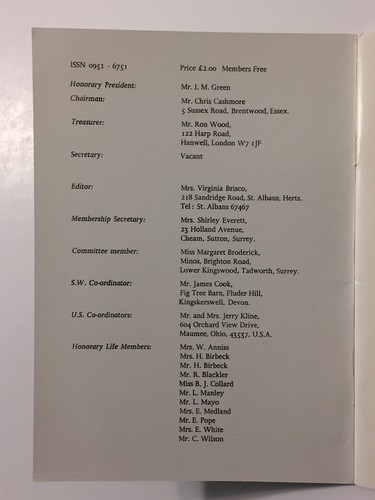 ISSN 0951 - 6751 Price £2.00 Members Free
Honorary President: Mr. I. M. Green
Chairman: Mr. Chris Cashmore
5 Sussex Road, Brentwood, Essex.
Treasurer: Mr. Ron Wood,
122 Harp Road,
Hanwell, London W7 1JF
Secretary: Vacant
Editor: Mrs. Virginia Brisco,
218 Sandridge Road, St. Albans, Herts.
Tel: St. Albans 67467
Membership Secretary: Mrs. Shirley Everett,
23 Holland Avenue,
Cheam, Sutton, Surrey.
Committee member: Miss Margaret Broderick,
Minos, Brighton Road,
Lower Kingswood, Tadworth, Surrey.
S.W. Co-ordinator: Mr. James Cook,
Fig Tree Barn, Fluder Hill,
Kingskerswell, Devon.
U.S. Co-ordinators: Mr. and Mrs. Jerry Kline,
604 Orchard View Drive,
Maumee, Ohio, 43537, U.S.A.
Honorary Life Members: Mrs. W. Anniss
Mrs. H. Birbeck
Mr. H. Birbeck
Mr. R. Blackler
Miss B. J. Collard
Mr. L. Manley
Mr. L. Mayo
Mrs. E. Medland
Mr. E. Pope
Mrs. E. White
Mr. C. Wilson